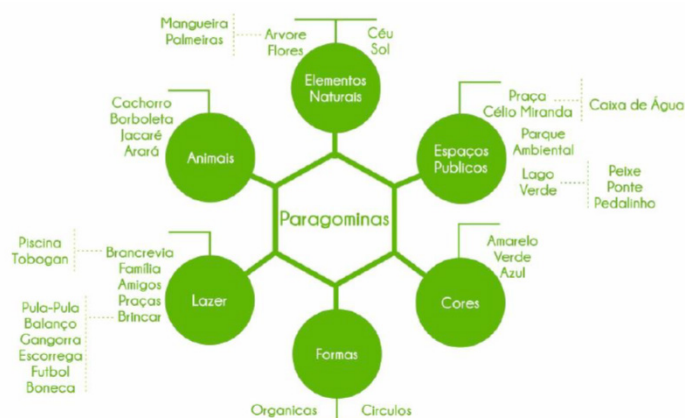 Mangueira
Palmeiras
Arvore
Flores
Céu
Sol
Elementos
Naturais
Cachorro
Borboleta
Jacaré
Arará
Animais
Praça
Célio Miranda
Caixa de Água
Parque
Ambiental
Lago
Verde
Peixe
Ponte
Pedalinho
Espaços
Publicos
Paragominas
Piscina
Tobogan
Brancrevia
Família
Amigos
Praças
Brincar
Pula-Pula
Balanço
Gangorra
Escorrega
Futbol
Boneca
Lazer
Amarelo
Verde
Azul
Cores
Formas
Organicas
Circulos